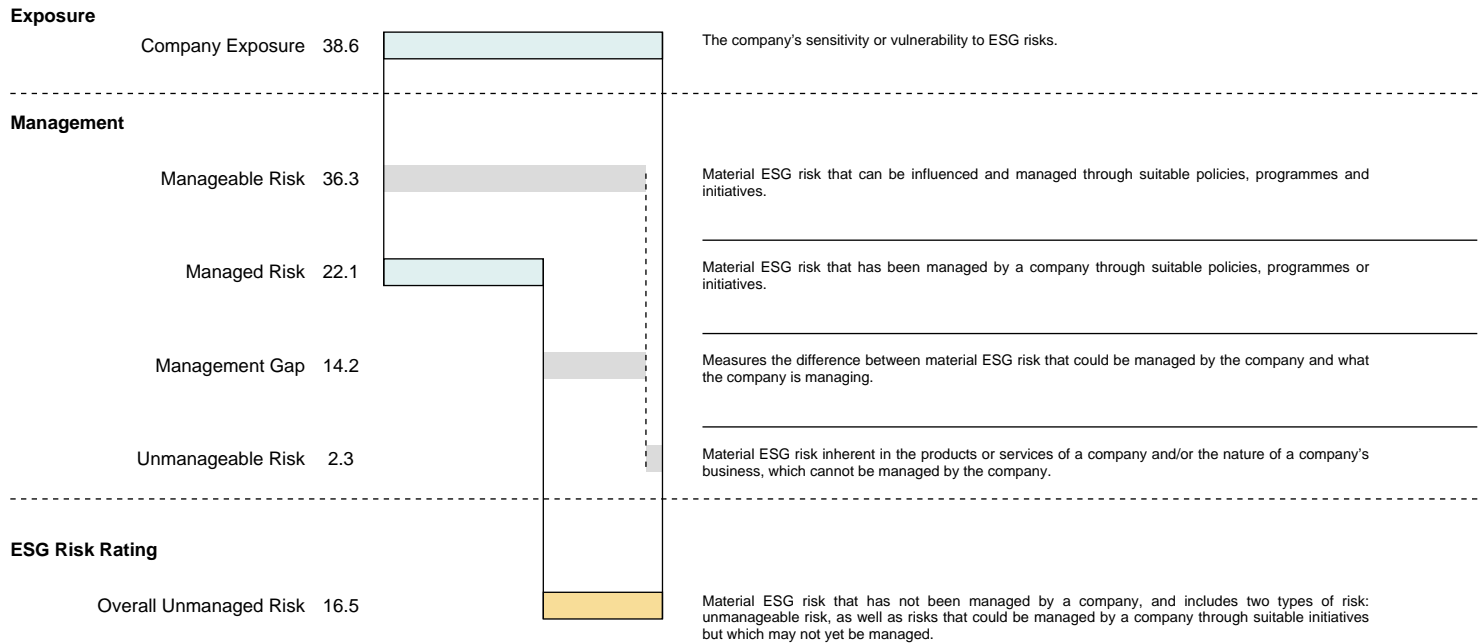 Exposure
Company Exposure 38.6
The company's sensitivity or vulnerability to ESG risks.
Management
Manageable Risk 36.3
Material ESG risk that can be influenced and managed through suitable policies, programmes and
initiatives.
Managed Risk 22.1
Material ESG risk that has been managed by a company through suitable policies, programmes or
initiatives.
Management Gap 14.2
Measures the difference between material ESG risk that could be managed by the company and what
the company is managing.
Unmanageable Risk 2.3
Material ESG risk inherent in the products or services of a company and/or the nature of a company's
business, which cannot be managed by the company.
ESG Risk Rating
Overall Unmanaged Risk 16.5
Material ESG risk that has not been managed by a company, and includes two types of risk:
unmanageable risk, as well as risks that could be managed by a company through suitable initiatives
but which may not yet be managed.